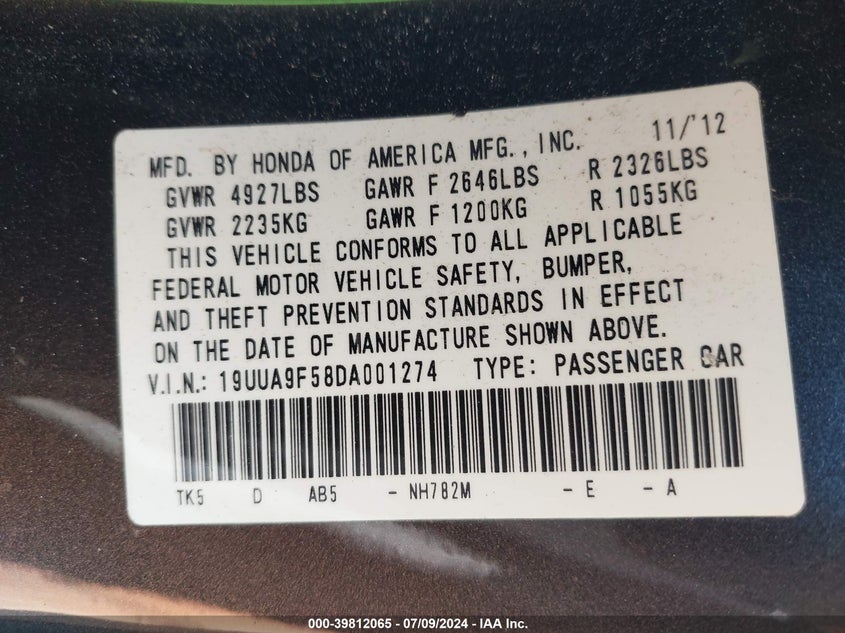 11/'12
MFD. BY HONDA OF AMERICA MFG., INC.
GVWR 4927LBS GAWR F 2646LBS R 2326LBS
GVWR 2235KG GAWR F 1200KG R 1055KG
THIS VEHICLE CONFORMS TO ALL APPLICABLE
FEDERAL MOTOR VEHICLE SAFETY, BUMPER,
AND THEFT PREVENTION STANDARDS IN EFFECT
ON THE DATE OF MANUFACTURE SHOWN ABOVE.
V.I.N.: 19UUA9F58DA001274 TYPE: PASSENGER CAR
TK5 D AB5 - NH782M - E - A
000-39812065 - 07/09/2024 - IAA Inc.